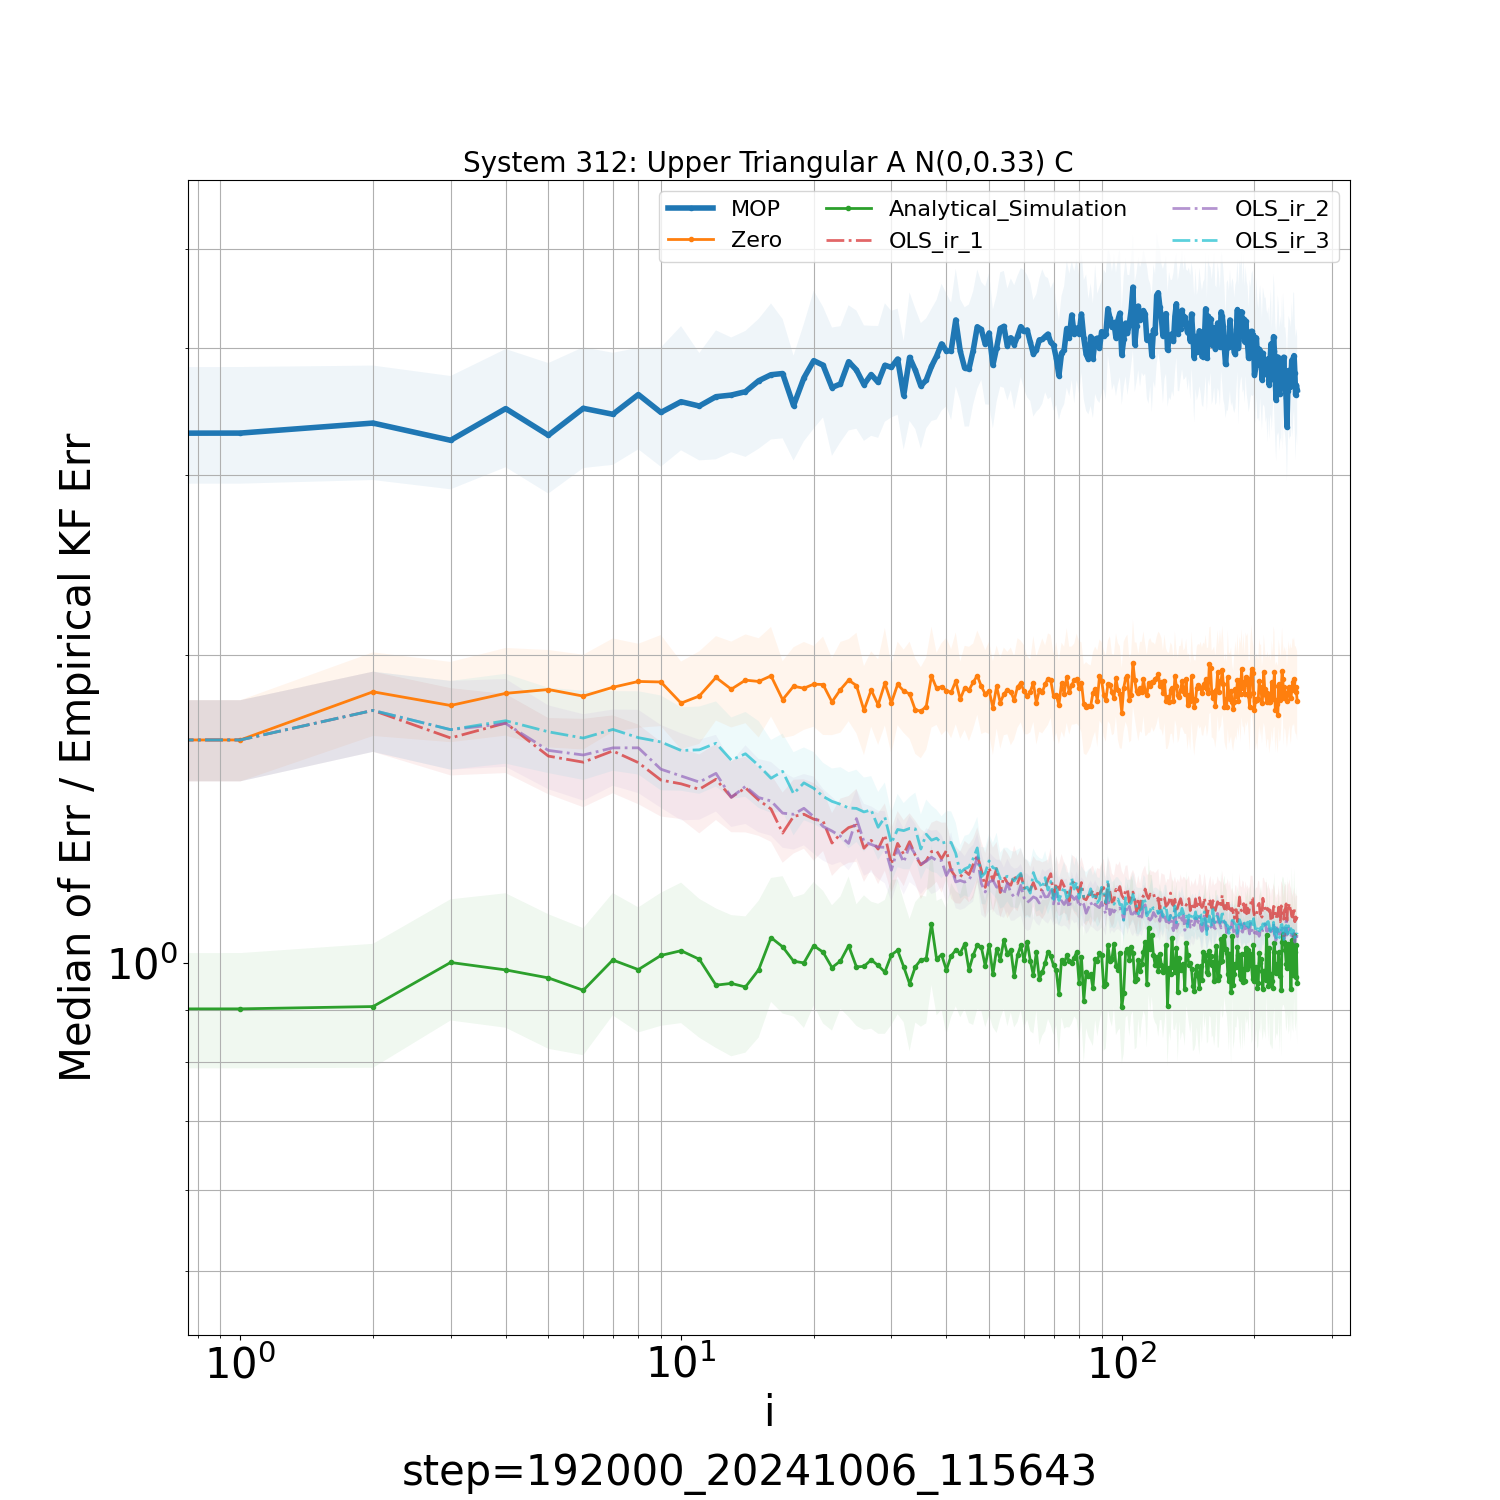 System 312: Upper Triangular A N(0,0.33) C
MOP
Zero
Analytical_Simulation
OLS_ir_1
OLS_ir_2
OLS_ir_3
Median of Err / Empirical KF Err
10⁰
10⁰
10¹
10²
i
step=192000_20241006_115643